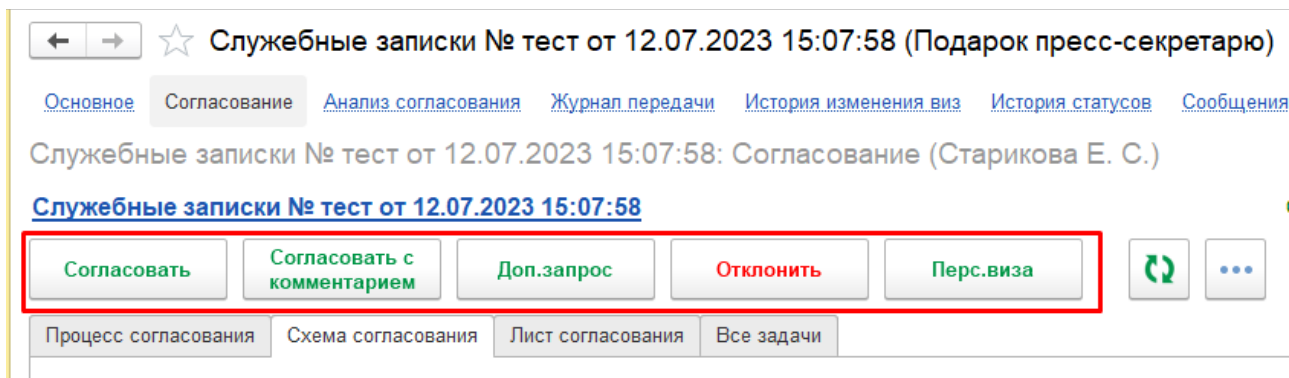 Служебные записки № тест от 12.07.2023 15:07:58 (Подарок пресс-секретарю)
Основное Согласование Анализ согласования Журнал передачи История изменения виз История статусов Сообщения
Служебные записки № тест от 12.07.2023 15:07:58: Согласование (Старикова Е. С.)
Служебные записки № тест от 12.07.2023 15:07:58
Согласовать Согласовать с комментарием Доп.запрос Отклонить Перс.виза
Процесс согласования Схема согласования Лист согласования Все задачи